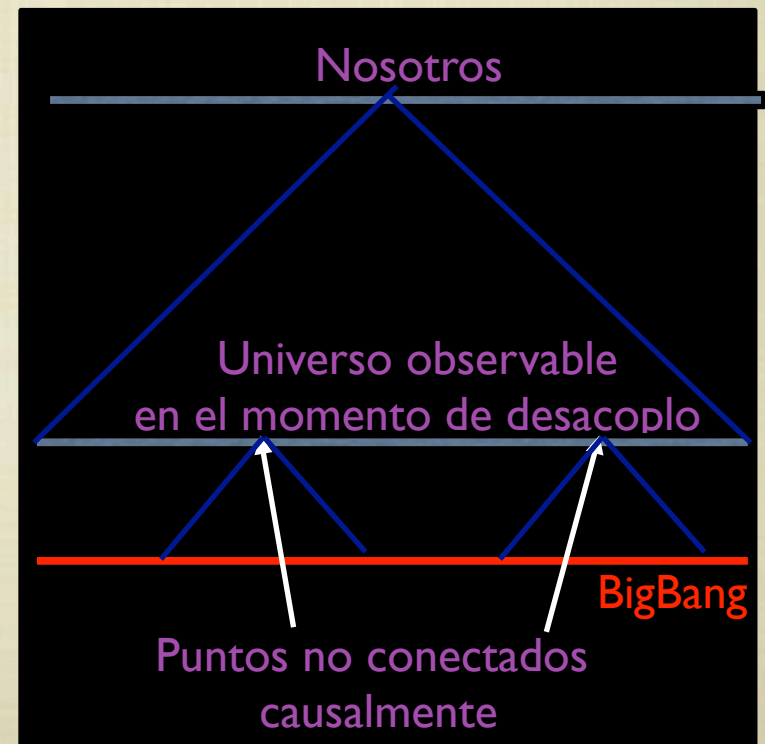 Nosotros
Universo observable
en el momento de desacoplo
BigBang
Puntos no conectados
causalmente